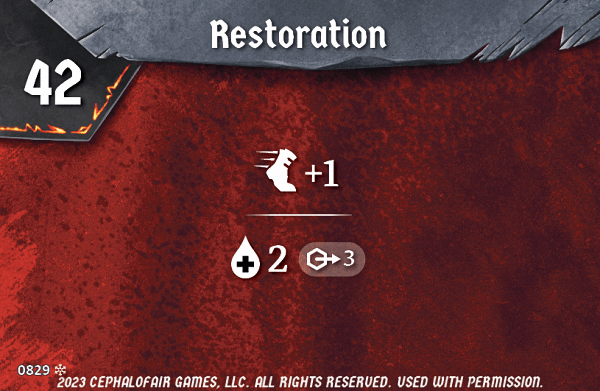 Restoration
42
+1
2 3
0829
2023 CEPHALOFAIR GAMES, LLC. ALL RIGHTS RESERVED. USED WITH PERMISSION.